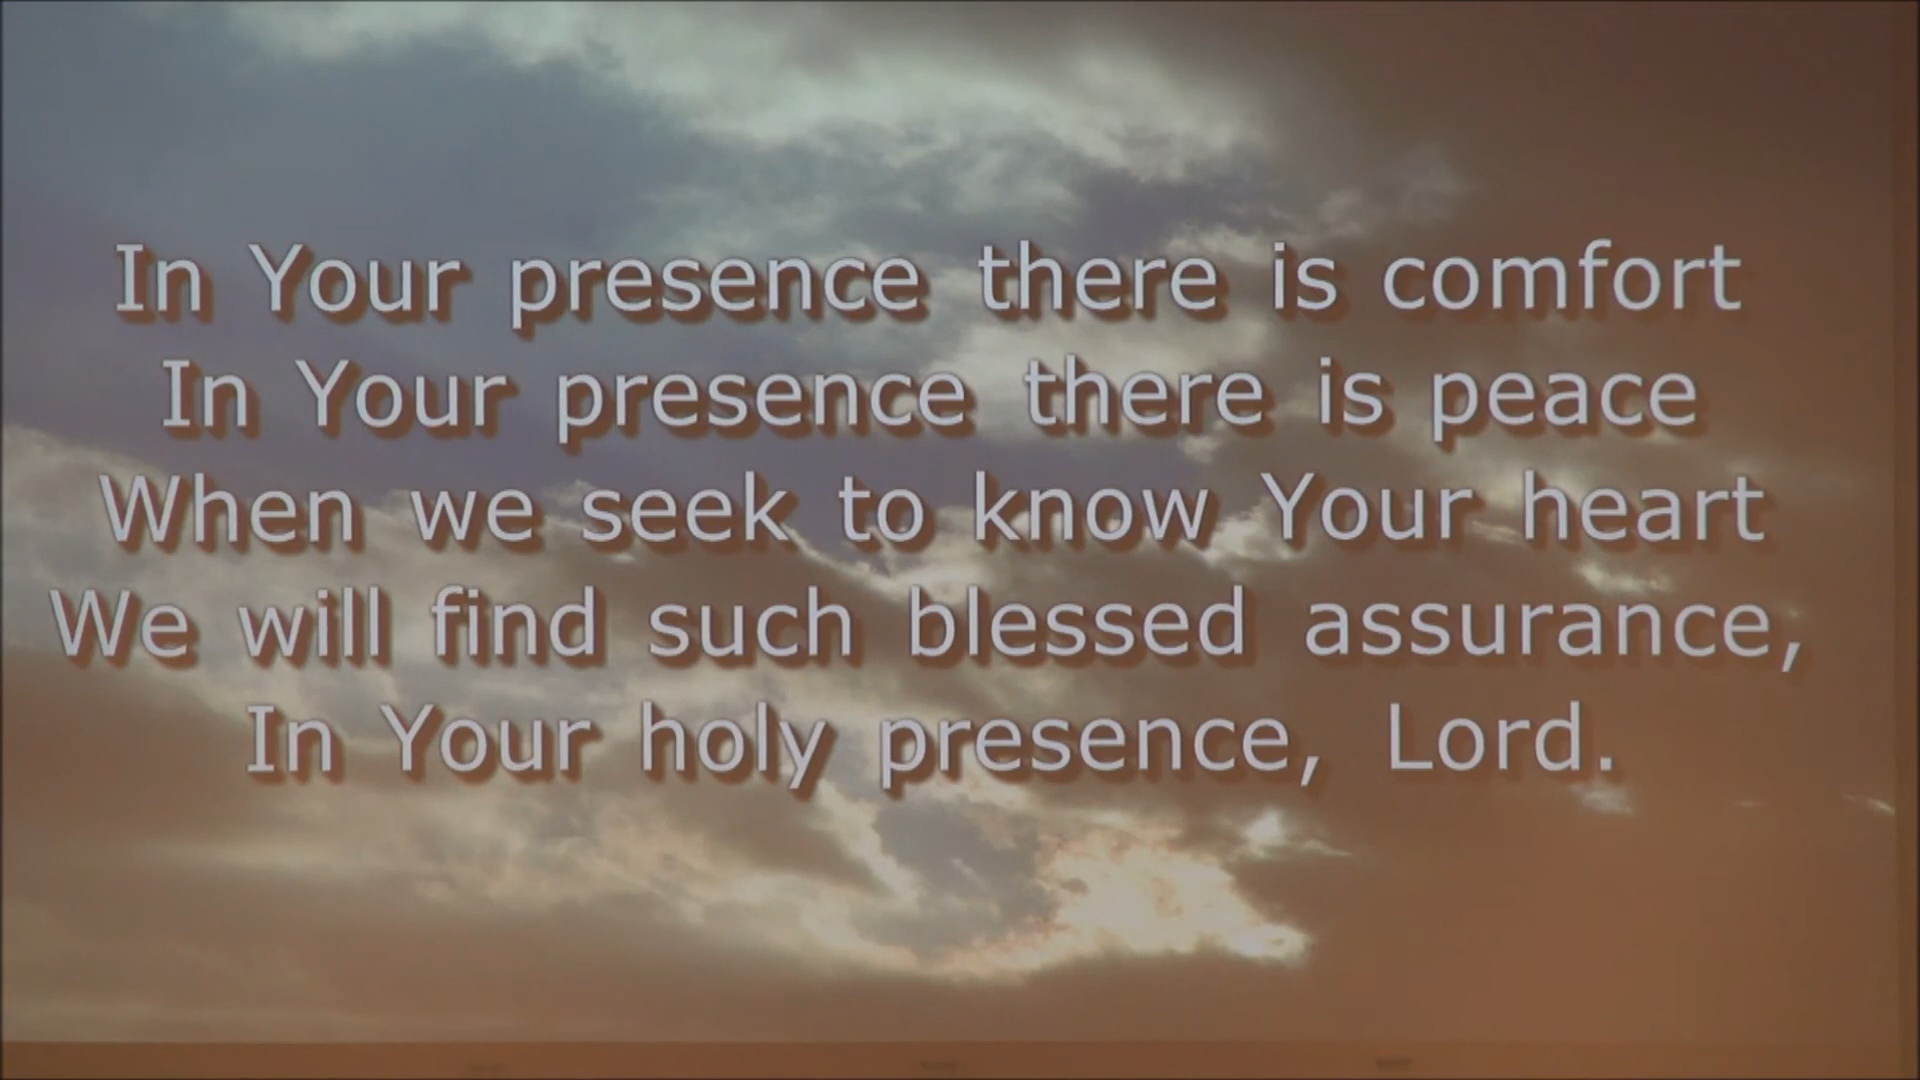 In Your presence there is comfort
In Your presence there is peace
When we seek to know Your heart
We will find such blessed assurance,
In Your holy presence, Lord.